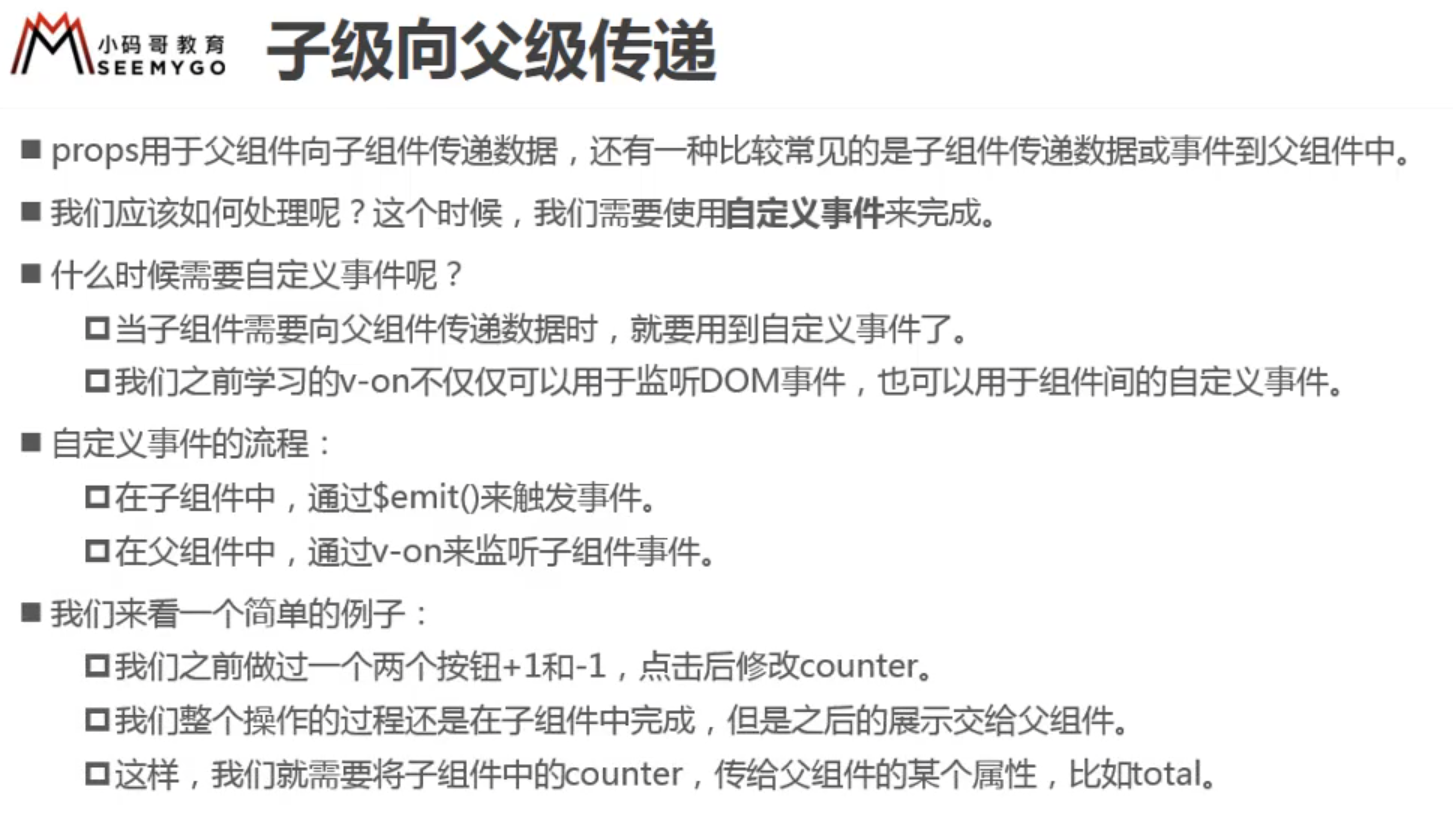 小码哥教育
SEEMYGO
子级向父级传递
props用于父组件向子组件传递数据，还有一种比较常见的是子组件传递数据或事件到父组件中。
我们应该如何处理呢？这个时候，我们需要使用自定义事件来完成。
什么时候需要自定义事件呢？
当子组件需要向父组件传递数据时，就要用到自定义事件了。
我们之前学习的v-on不仅仅可以用于监听DOM事件，也可以用于组件间的自定义事件。
自定义事件的流程：
在子组件中，通过$emit()来触发事件。
在父组件中，通过v-on来监听子组件事件。
我们来看一个简单的例子：
我们之前做过一个两个按钮+1和-1，点击后修改counter。
我们整个操作的过程还是在子组件中完成，但是之后的展示交给父组件。
这样，我们就需要将子组件中的counter，传给父组件的某个属性，比如total。